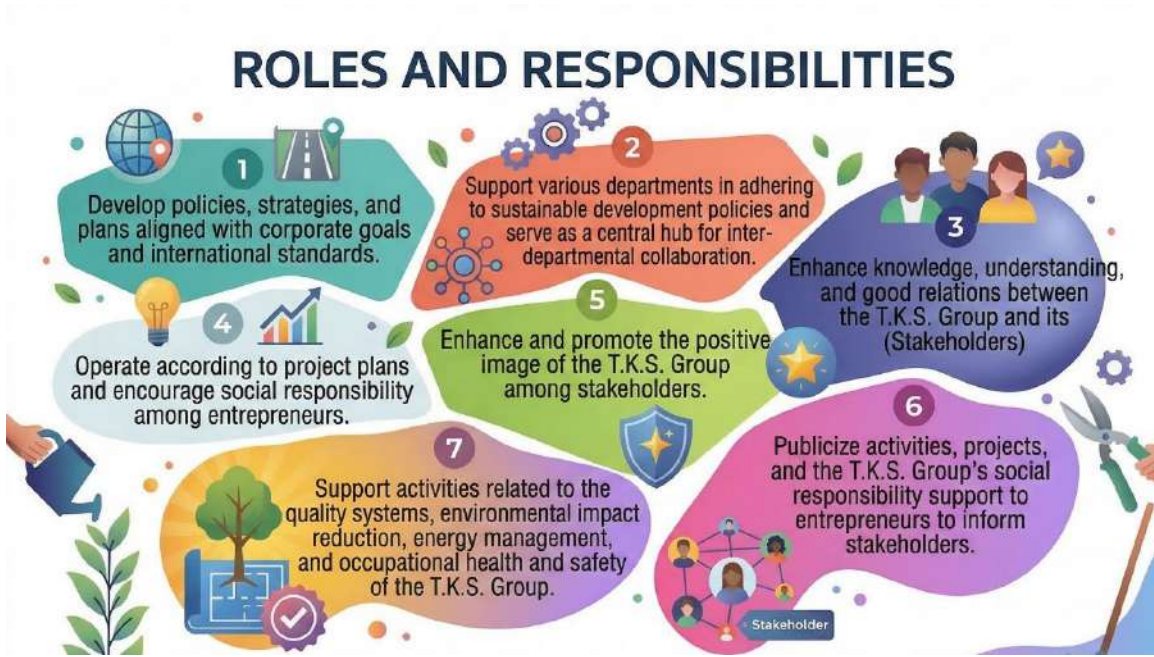 ROLES AND RESPONSIBILITIES
1
Develop policies, strategies, and
plans aligned with corporate goals
and international standards.
2
Support various departments in adhering
to sustainable development policies and
serve as a central hub for inter-
departmental collaboration.
3
Enhance knowledge, understanding,
and good relations between
the T.K.S. Group and its
(Stakeholders)
4
Operate according to project plans
and encourage social responsibility
among entrepreneurs.
5
Enhance and promote the positive
image of the T.K.S. Group
among stakeholders.
6
Publicize activities, projects,
and the T.K.S. Group's social
responsibility support to
entrepreneurs to inform
stakeholders.
Stakeholder
7
Support activities related to the
quality systems, environmental impact
reduction, energy management,
and occupational health and safety
of the T.K.S. Group.